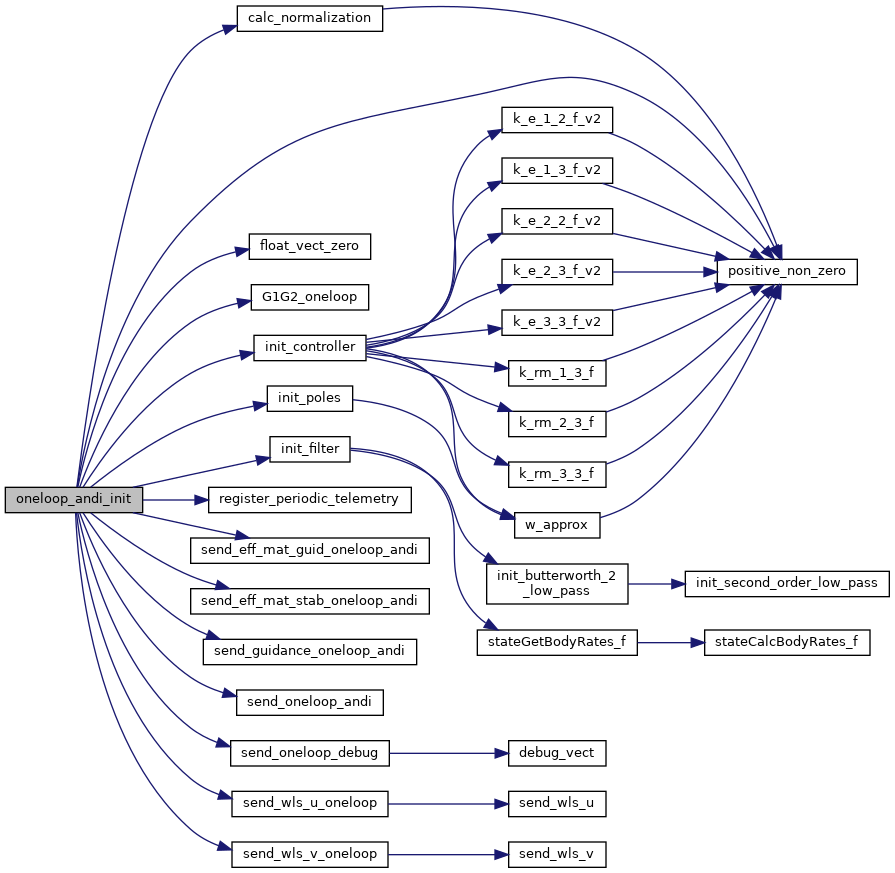 calc_normalization
k_e_1_2_f_v2
k_e_1_3_f_v2
k_e_2_2_f_v2
float_vect_zero
k_e_2_3_f_v2
positive_non_zero
G1G2_oneloop
k_e_3_3_f_v2
init_controller
k_rm_1_3_f
init_poles
k_rm_2_3_f
init_filter
k_rm_3_3_f
oneloop_andi_init
register_periodic_telemetry
w_approx
send_eff_mat_guid_oneloop_andi
init_butterworth_2
_low_pass
init_second_order_low_pass
send_eff_mat_stab_oneloop_andi
stateGetBodyRates_f
stateCalcBodyRates_f
send_guidance_oneloop_andi
send_oneloop_andi
send_oneloop_debug
debug_vect
send_wls_u_oneloop
send_wls_u
send_wls_v_oneloop
send_wls_v